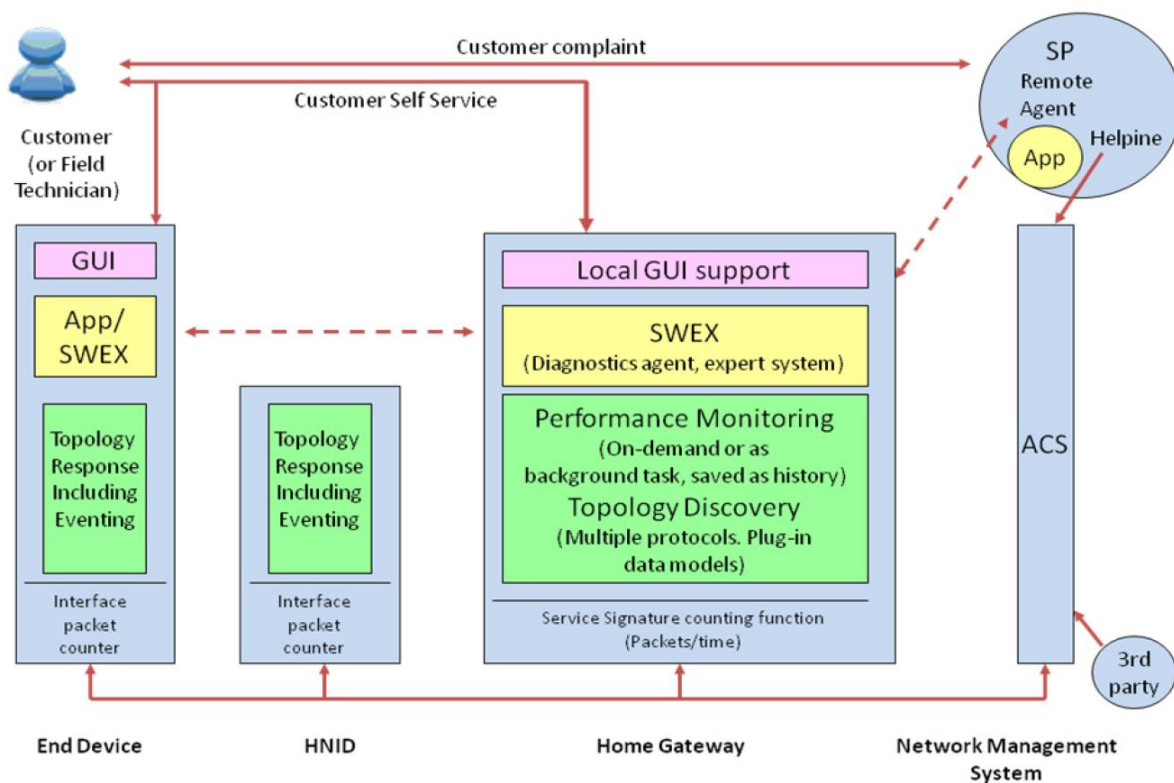 Customer complaint
Customer Self Service
Customer
(or Field
Technician)
SP
Remote
Agent
App
Helpine
GUI
App/
SWEX
Topology
Response
Including
Eventing
Interface
packet
counter
Topology
Response
Including
Eventing
Interface
packet
counter
Local GUI support
SWEX
(Diagnostics agent, expert system)
Performance Monitoring
(On-demand or as
background task, saved as history)
Topology Discovery
(Multiple protocols. Plug-in
data models)
Service Signature counting function
(Packets/time)
ACS
3rd
party
End Device
HNID
Home Gateway
Network Management
System